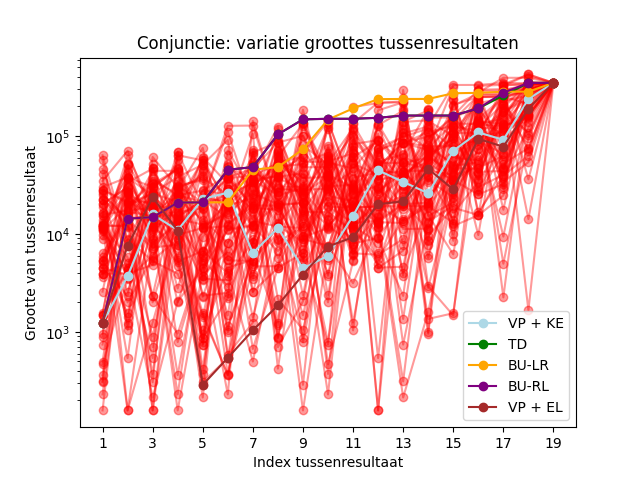 Conjunctie: variatie groottes tussenresultaten
Grootte van tussenresultaat
10^5
10^4
10^3
VP + KE
TD
BU-LR
BU-RL
VP + EL
1 3 5 7 9 11 13 15 17 19
Index tussenresultaat